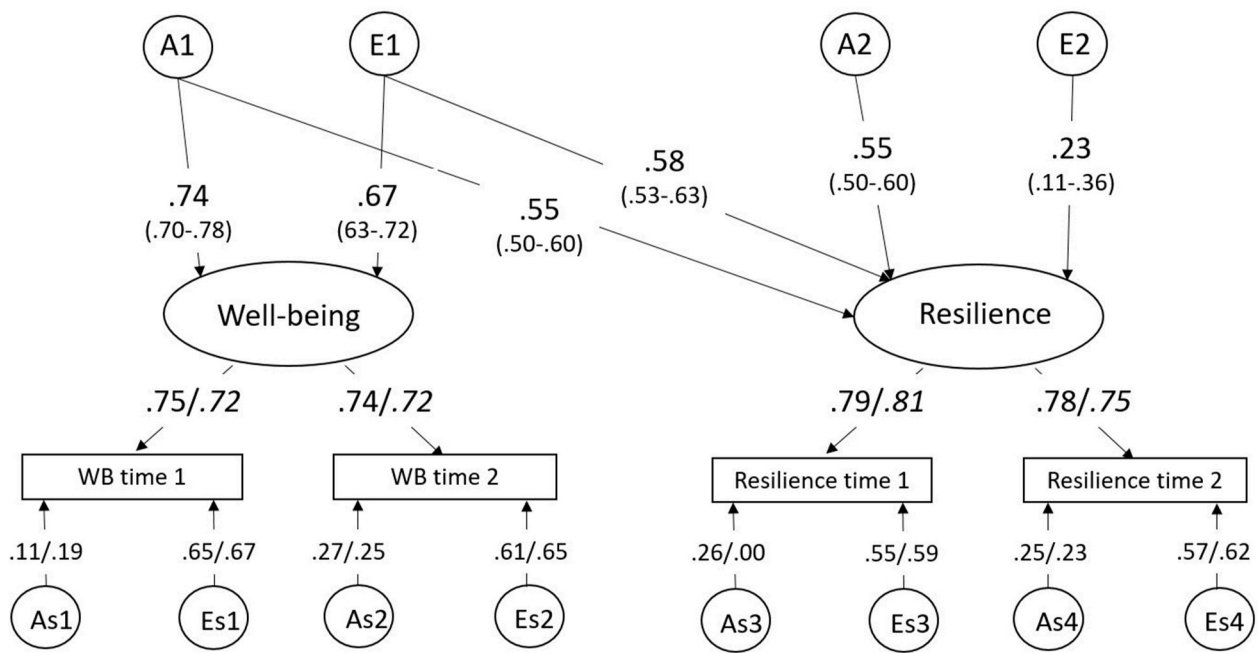 A1 E1 A2 E2
.74
(.70-.78)
.67
(63-.72)
.55
(.50-.60)
.58
(.53-.63)
.55
(.50-.60)
.23
(.11-.36)
Well-being
Resilience
.75/.72
.74/.72
.79/.81
.78/.75
WB time 1
WB time 2
Resilience time 1
Resilience time 2
.11/.19
.65/.67
.27/.25
.61/.65
.26/.00
.55/.59
.25/.23
.57/.62
As1
Es1
As2
Es2
As3
Es3
As4
Es4